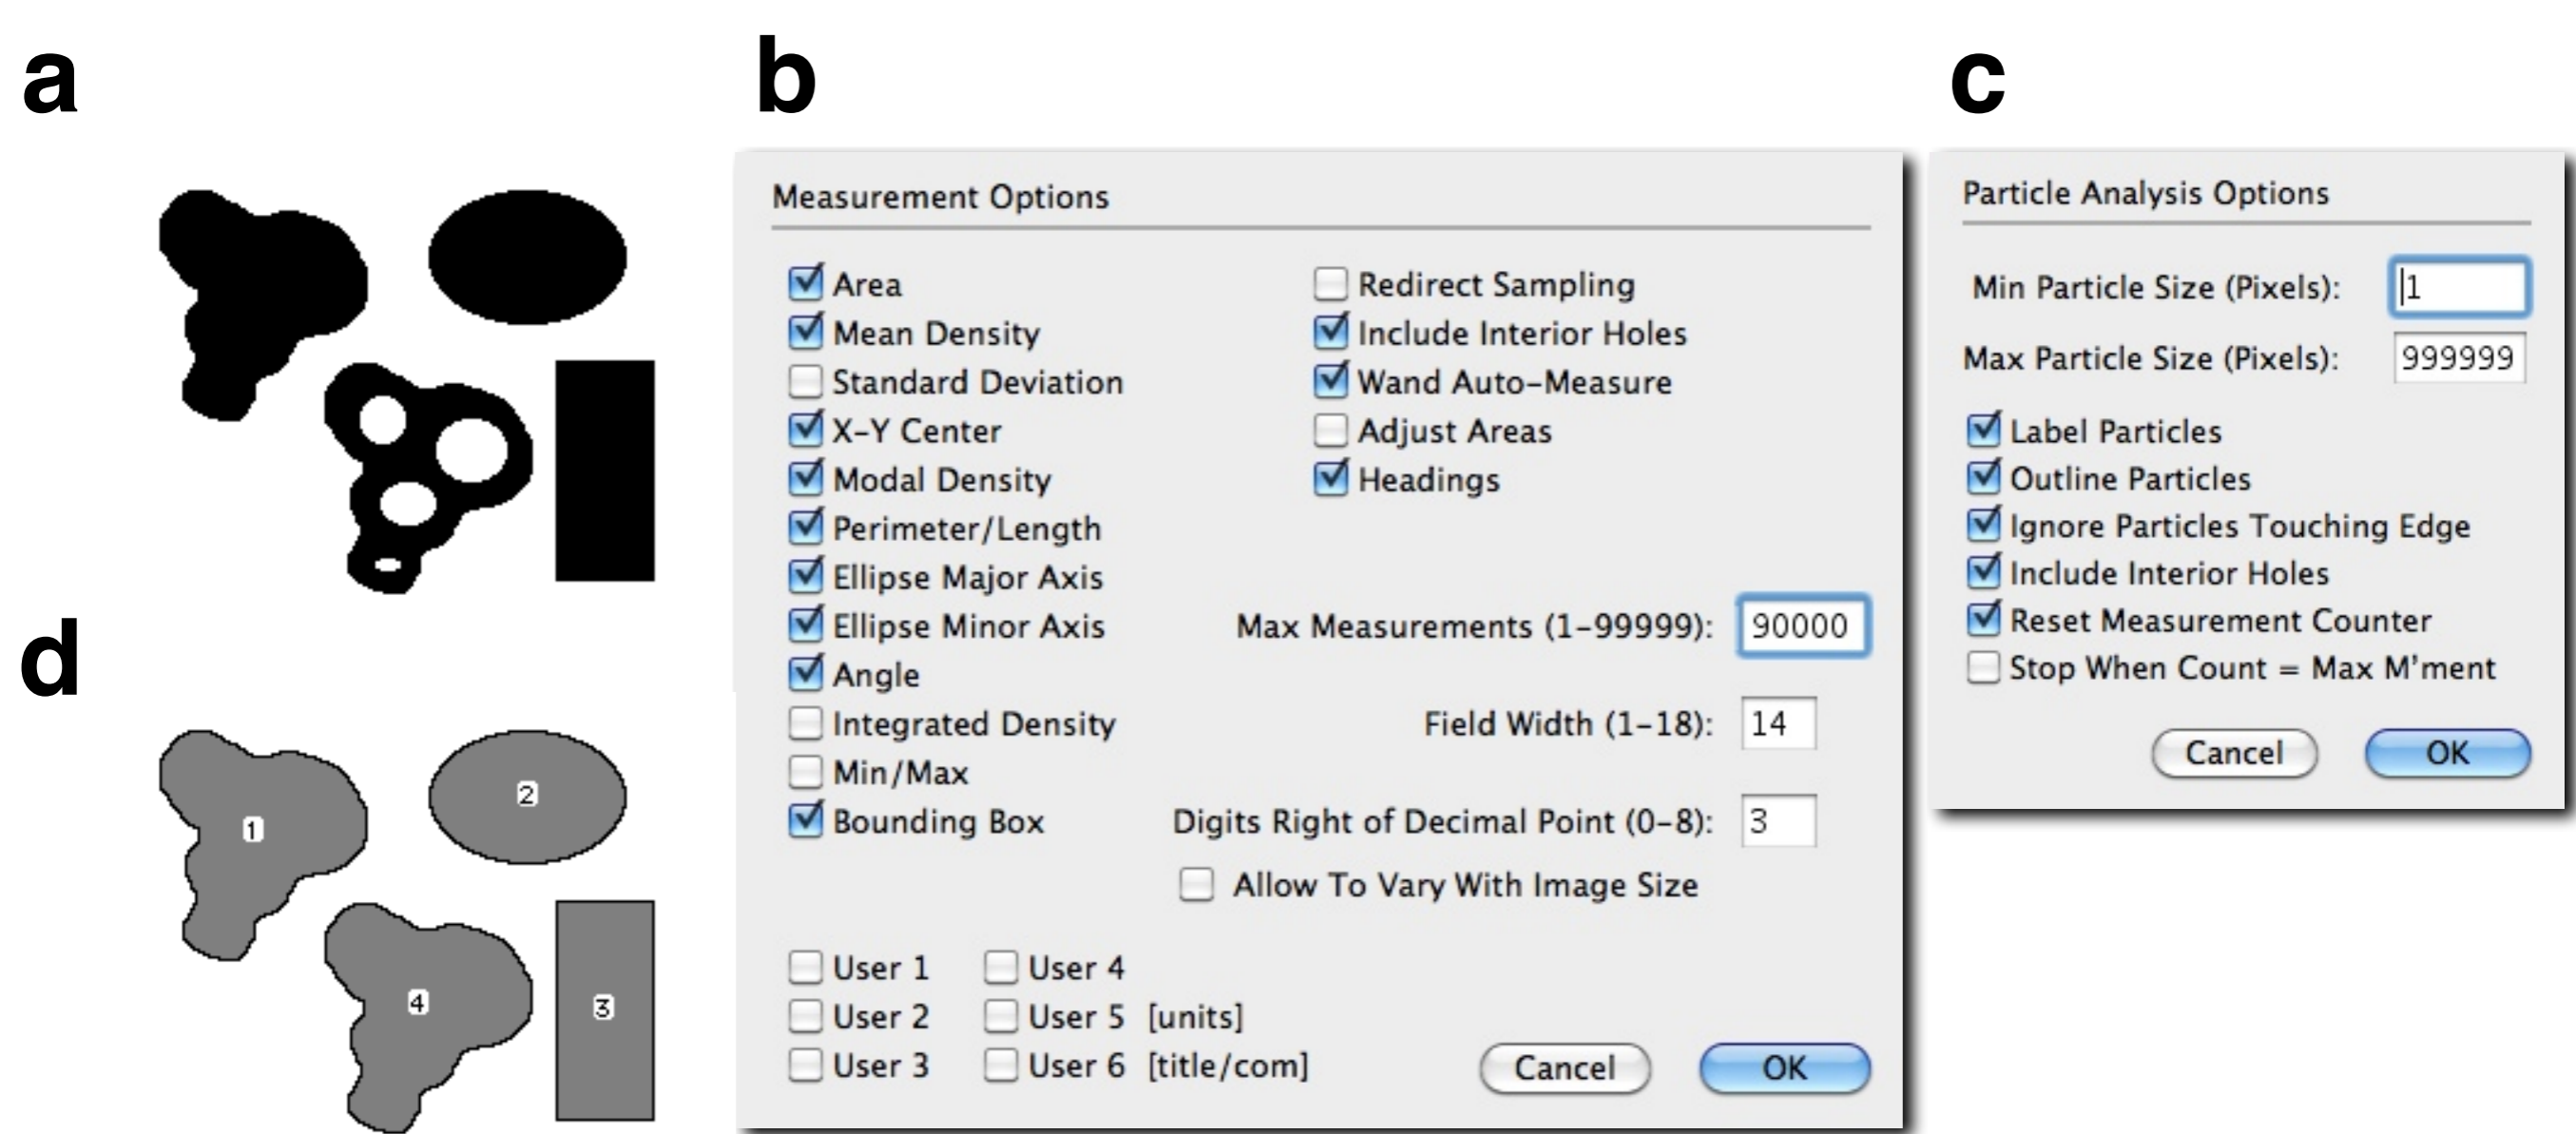 a
b
c
d
Measurement Options
Area
Mean Density
Standard Deviation
X-Y Center
Modal Density
Perimeter/Length
Ellipse Major Axis
Ellipse Minor Axis
Angle
Integrated Density
Min/Max
Bounding Box
Redirect Sampling
Include Interior Holes
Wand Auto-Measure
Adjust Areas
Headings
Max Measurements (1-99999): 90000
Field Width (1-18): 14
Digits Right of Decimal Point (0-8): 3
Allow To Vary With Image Size
User 1
User 2
User 3
User 4
User 5 [units]
User 6 [title/com]
Cancel
OK
Particle Analysis Options
Min Particle Size (Pixels): 1
Max Particle Size (Pixels): 999999
Label Particles
Outline Particles
Ignore Particles Touching Edge
Include Interior Holes
Reset Measurement Counter
Stop When Count = Max M'ment
Cancel
OK
1
2
4
3